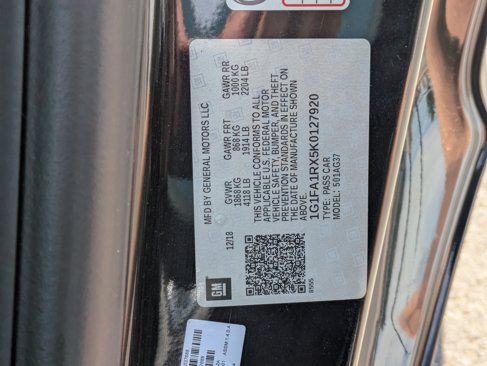 MFD BY GENERAL MOTORS LLC
12/18
GVWR
1868 KG
4118 LB
GAWR FRT
868 KG
1914 LB
GAWR RR
1000 KG
2204 LB
THIS VEHICLE CONFORMS TO ALL
APPLICABLE U.S. FEDERAL MOTOR
VEHICLE SAFETY, BUMPER, AND THEFT
PREVENTION STANDARDS IN EFFECT ON
THE DATE OF MANUFACTURE SHOWN
ABOVE.
1G1FA1RX5K0127920
TYPE: PASS CAR
MODEL: 501AG37
GM